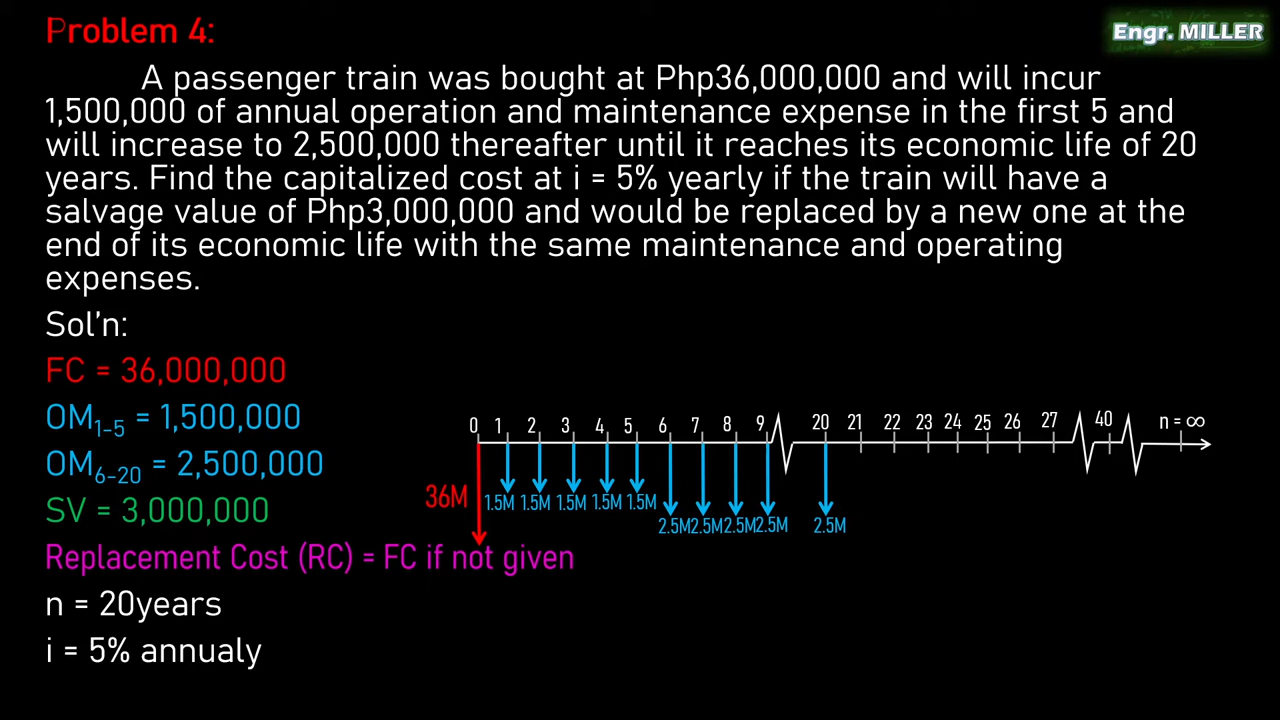 Problem 4:
Engr. MILLER
A passenger train was bought at Php36,000,000 and will incur
1,500,000 of annual operation and maintenance expense in the first 5 and
will increase to 2,500,000 thereafter until it reaches its economic life of 20
years. Find the capitalized cost at i = 5% yearly if the train will have a
salvage value of Php3,000,000 and would be replaced by a new one at the
end of its economic life with the same maintenance and operating
expenses.
Sol'n:
FC = 36,000,000
OM1-5 = 1,500,000
OM6-20 = 2,500,000
SV = 3,000,000
Replacement Cost (RC) = FC if not given
n = 20years
i = 5% annualy
0 1 2 3 4 5 6 7 8 9 20 21 22 23 24 25 26 27 40 n = ∞
36M 1.5M 1.5M 1.5M 1.5M 1.5M
2.5M 2.5M 2.5M 2.5M 2.5M